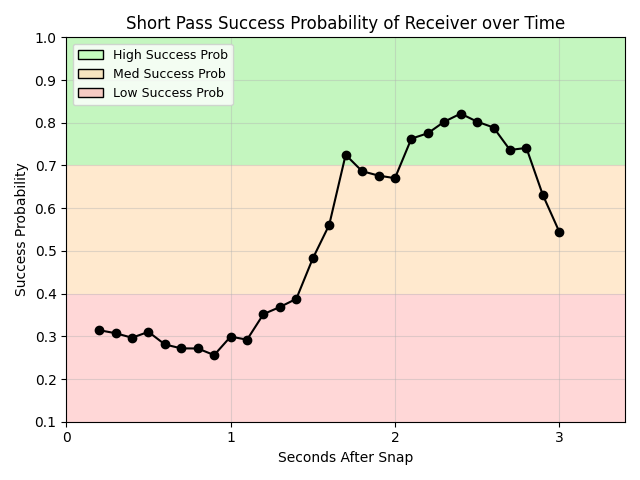 Short Pass Success Probability of Receiver over Time
High Success Prob
Med Success Prob
Low Success Prob
Success Probability
1.0
0.9
0.8
0.7
0.6
0.5
0.4
0.3
0.2
0.1
0 1 2 3
Seconds After Snap